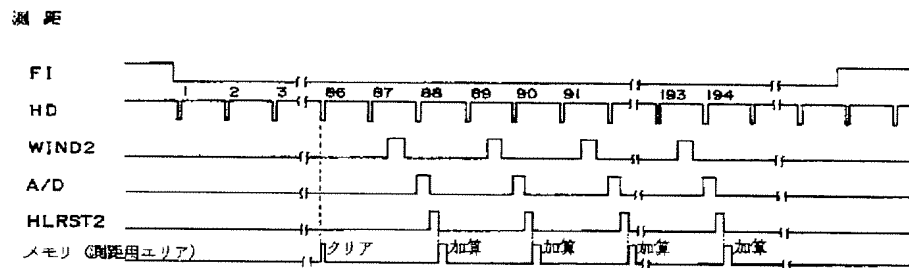 測 距
FI
HD 1 2 3 86 87 88 89 90 91 193 194
WIND2
A/D
HLRST2
メモリ (測距用エリア) クリア 加算 加算 加算 加算